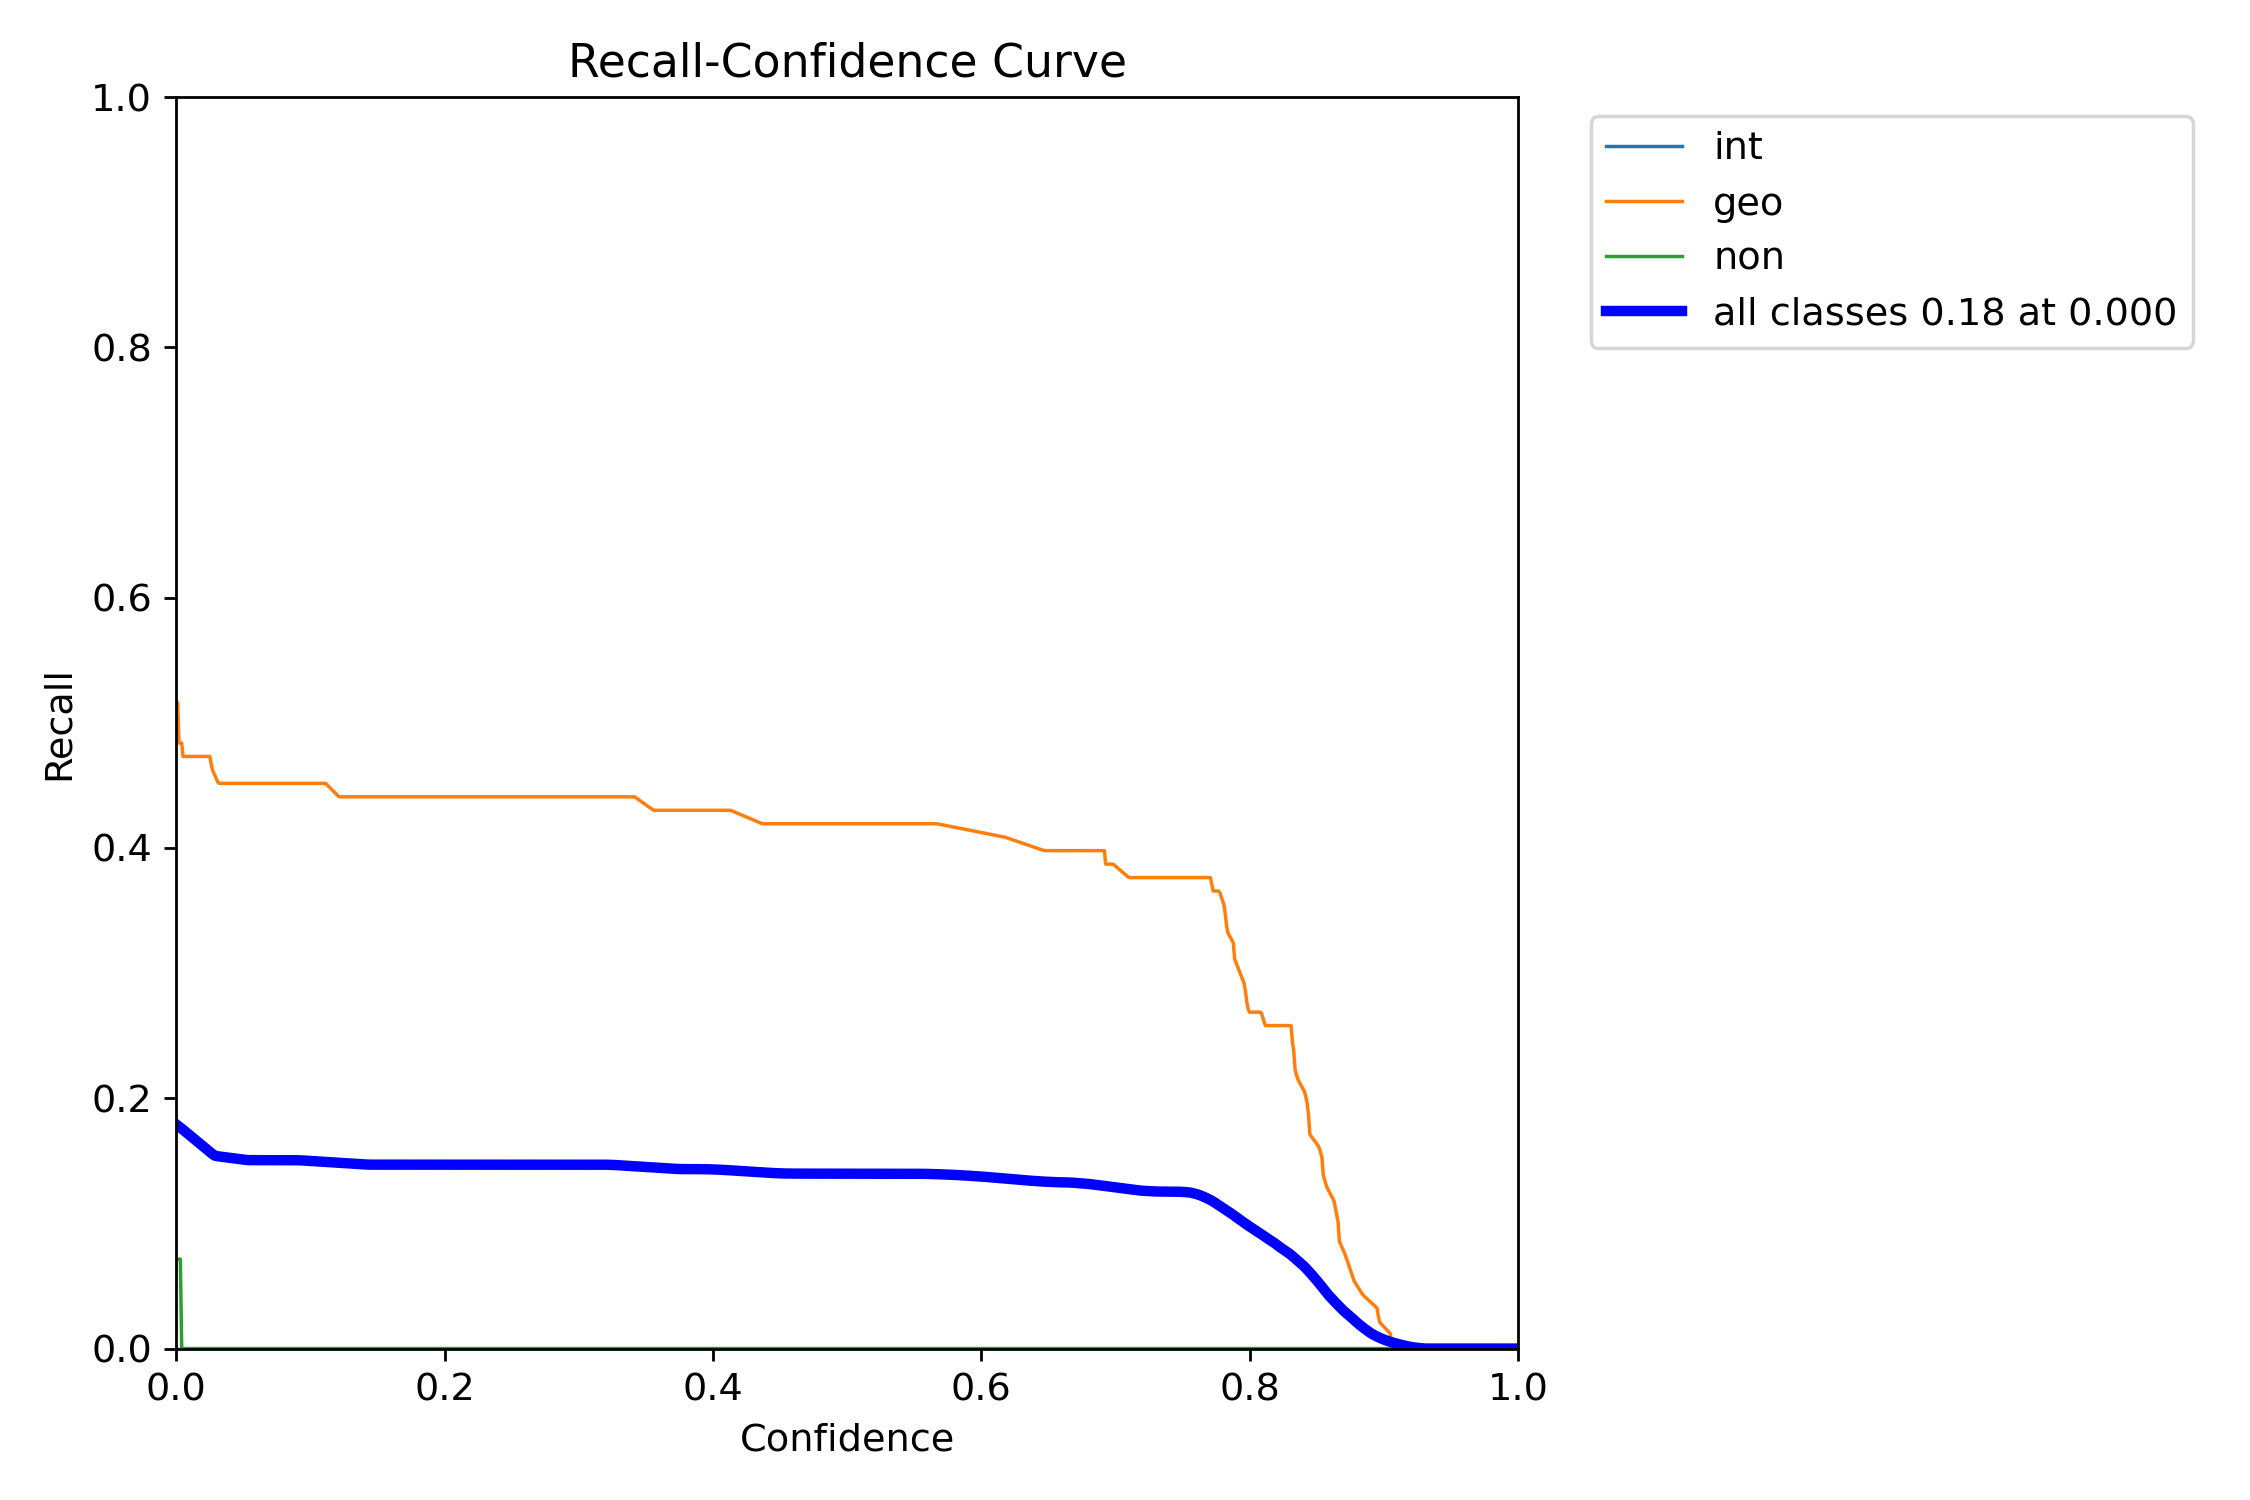 Recall-Confidence Curve
1.0
0.8
0.6
0.4
0.2
0.0
Recall
0.0 0.2 0.4 0.6 0.8 1.0
Confidence
int
geo
non
all classes 0.18 at 0.000